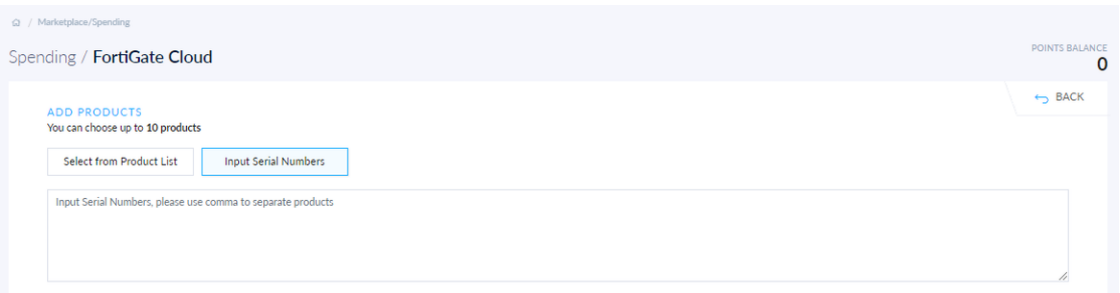 / Marketplace/Spending
Spending / FortiGate Cloud
POINTS BALANCE
0
BACK
ADD PRODUCTS
You can choose up to 10 products
Select from Product List
Input Serial Numbers
Input Serial Numbers, please use comma to separate products